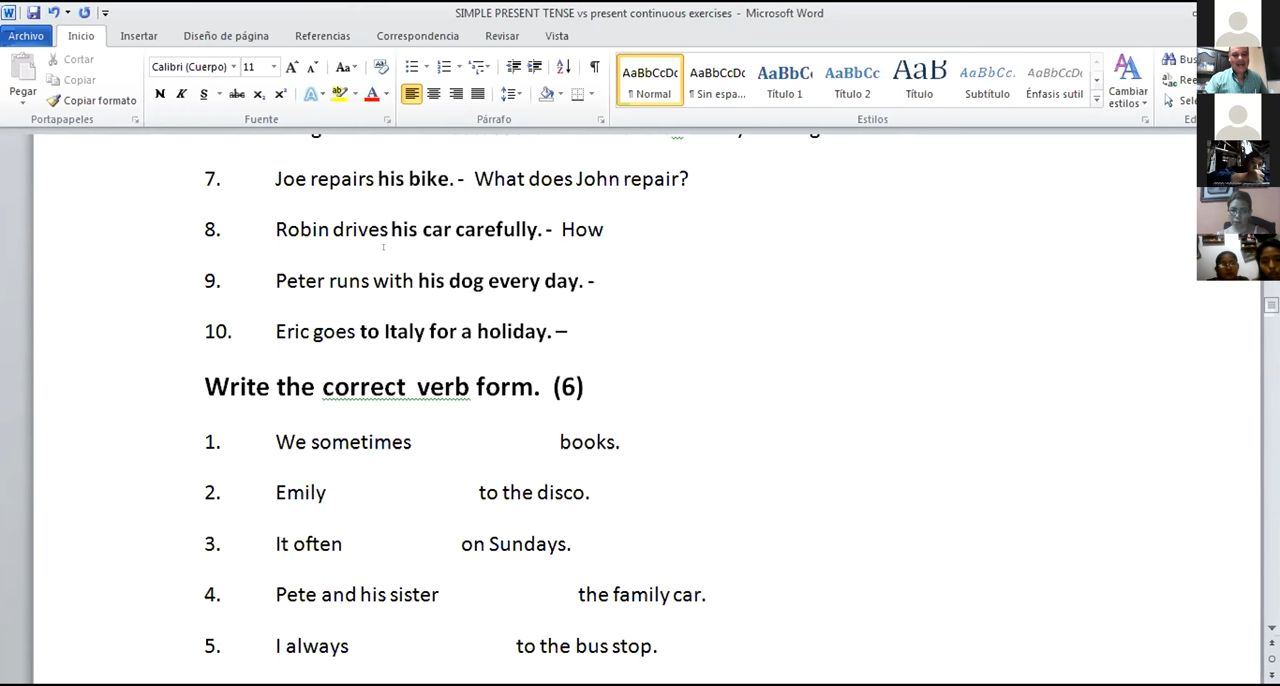 SIMPLE PRESENT TENSE vs present continuous exercises - Microsoft Word
Archivo Inicio Insertar Diseño de página Referencias Correspondencia Revisar Vista
Pegar
Cortar
Copiar
Copiar formato
Portapapeles
Calibri (Cuerpo) 11
N K S abc x₂ x²
Fuente
Párrafo
AaBbCcDc AaBbCcDc AaBbC AaBbCc AaB AaBbCc. AaBbCcDc
¶ Normal ¶ Sin espa... Título 1 Título 2 Título Subtítulo Énfasis sutil
Cambiar estilos
Estilos
7. Joe repairs his bike. - What does John repair?
8. Robin drives his car carefully. - How
9. Peter runs with his dog every day. -
10. Eric goes to Italy for a holiday. –
Write the correct verb form. (6)
1. We sometimes books.
2. Emily to the disco.
3. It often on Sundays.
4. Pete and his sister the family car.
5. I always to the bus stop.